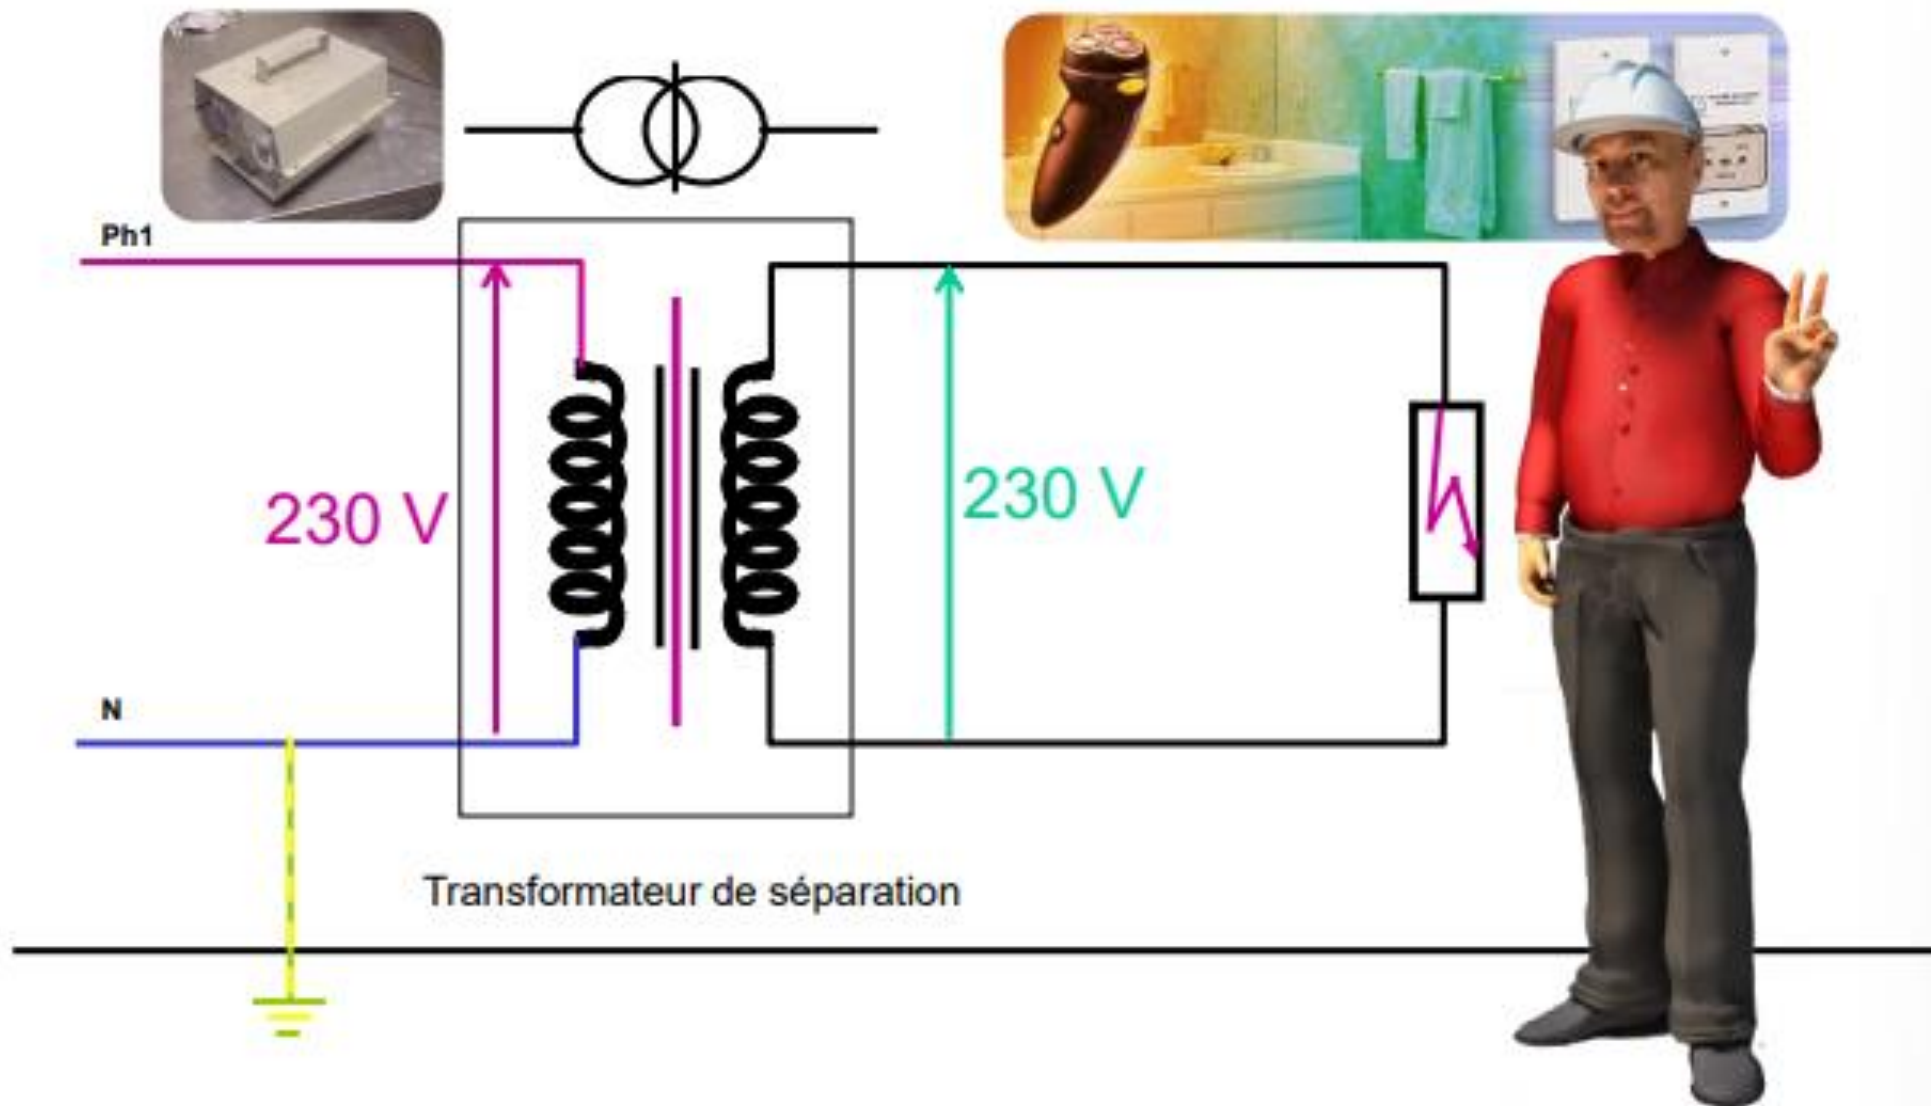 Ph1
230 V
230 V
N
Transformateur de séparation